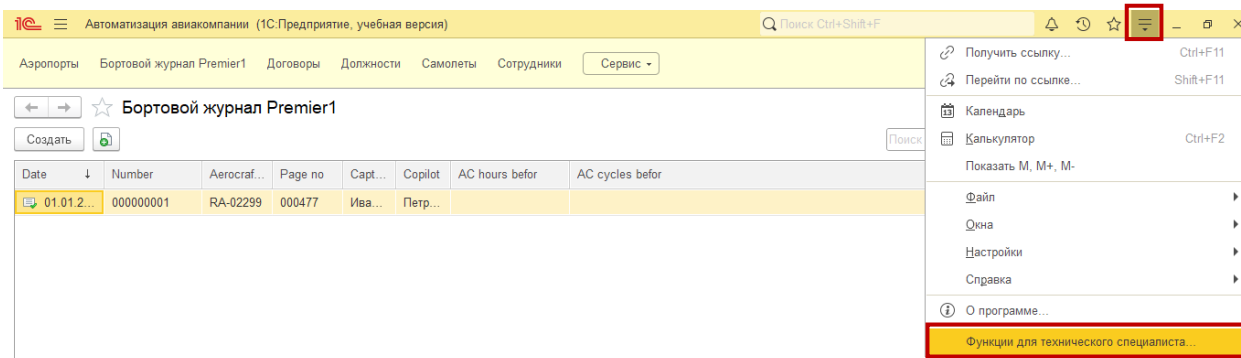 1С Автоматизация авиакомпании (1С:Предприятие, учебная версия) Поиск Ctrl+Shift+F
Аэропорты Бортовой журнал Premier1 Договоры Должности Самолеты Сотрудники Сервис
Бортовой журнал Premier1
Создать Поиск
Date ↓ Number Aerocraf... Page no Capt... Copilot AC hours befor AC cycles befor
01.01.2... 000000001 RA-02299 000477 Ива... Петр...
Получить ссылку... Ctrl+F11
Перейти по ссылке... Shift+F11
31 Календарь
Калькулятор Ctrl+F2
Показать M, M+, M-
Файл
Окна
Настройки
Справка
О программе...
Функции для технического специалиста...